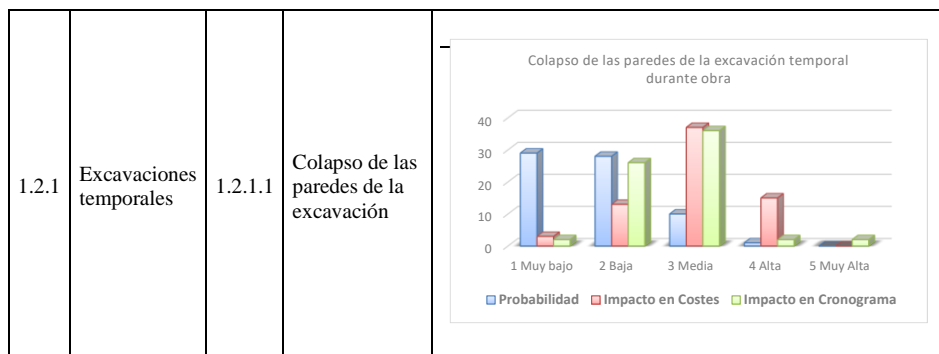 1.2.1
Excavaciones
temporales
1.2.1.1
Colapso de las
paredes de la
excavación
Colapso de las paredes de la excavación temporal
durante obra
40
30
20
10
0
1 Muy bajo 2 Baja 3 Media 4 Alta 5 Muy Alta
Probabilidad Impacto en Costes Impacto en Cronograma